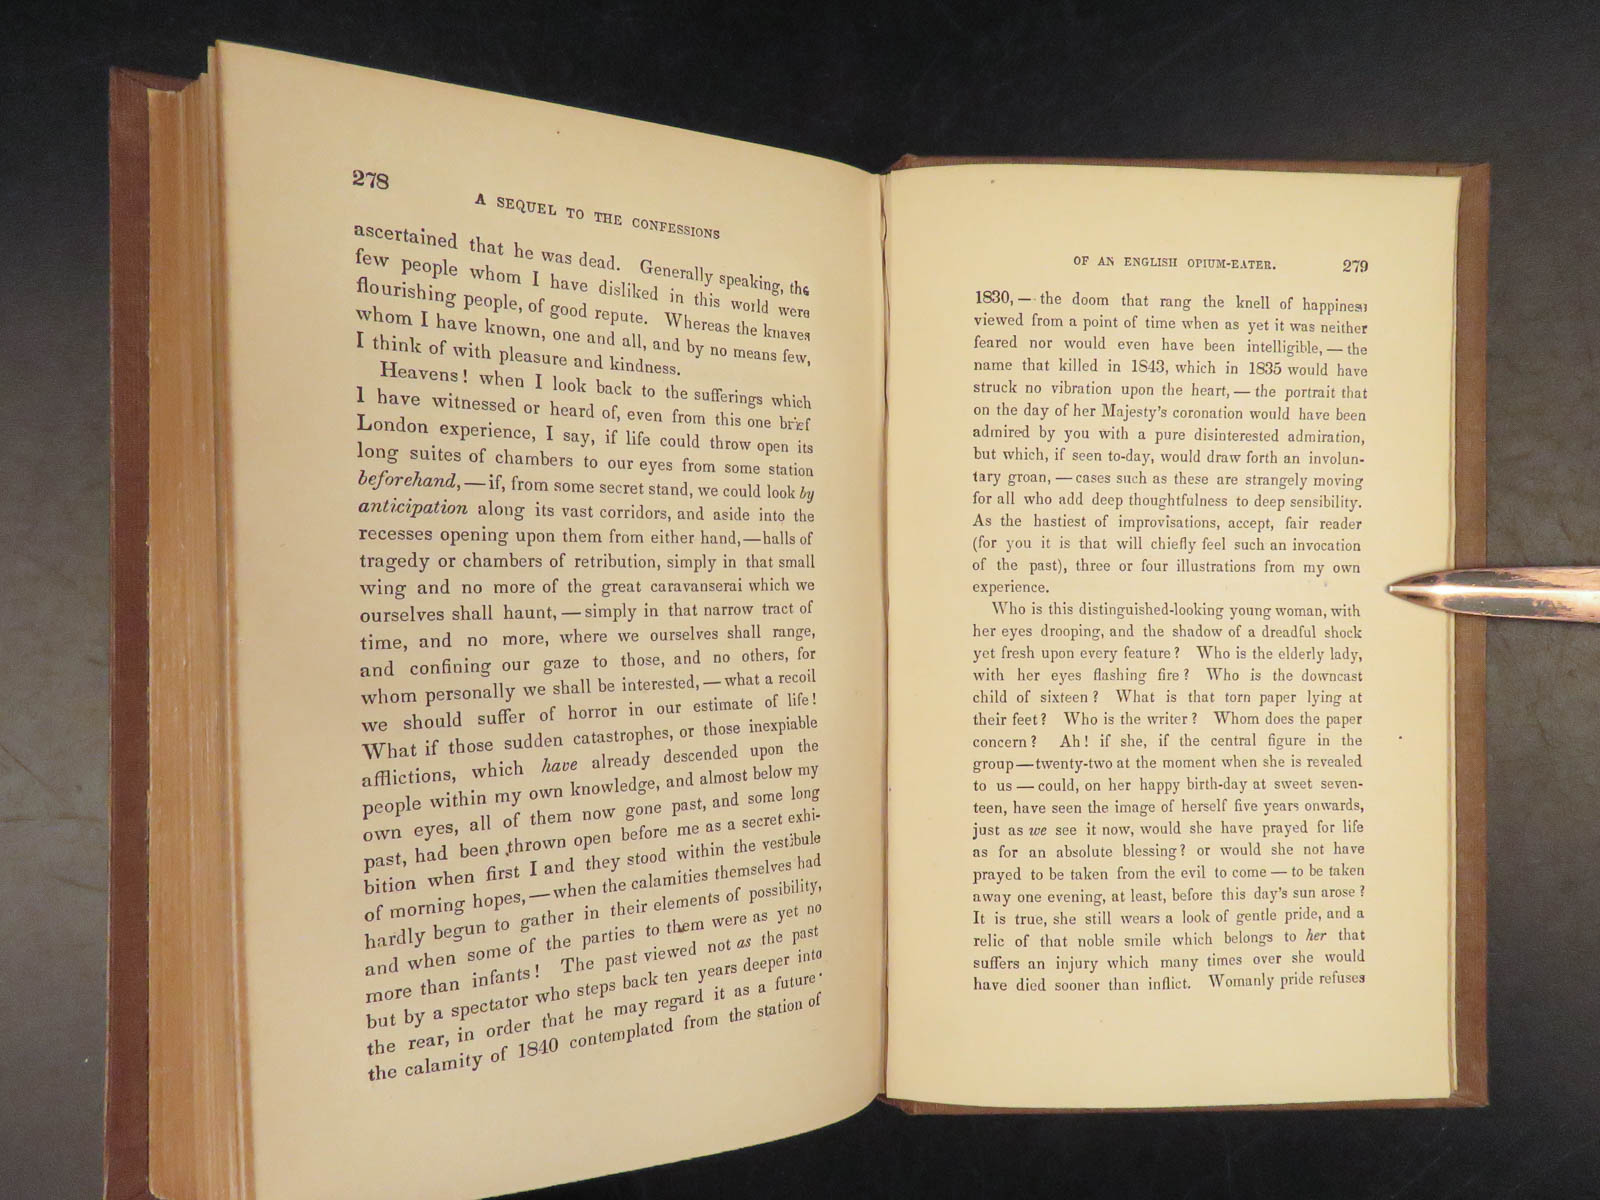 278
A SEQUEL TO THE CONFESSIONS
ascertained that he was dead. Generally speaking, the
few people whom I have disliked in this world were
flourishing people, of good repute. Whereas the knaves
whom I have known, one and all, and by no means few,
I think of with pleasure and kindness.
Heavens! when I look back to the sufferings which
I have witnessed or heard of, even from this one brief
London experience, I say, if life could throw open its
long suites of chambers to our eyes from some station
beforehand, — if, from some secret stand, we could look by
anticipation along its vast corridors, and aside into the
recesses opening upon them from either hand, — halls of
tragedy or chambers of retribution, simply in that small
wing and no more of the great caravanserai which we
ourselves shall haunt, — simply in that narrow tract of
time, and no more, where we ourselves shall range,
and confining our gaze to those, and no others, for
whom personally we shall be interested, — what a recoil
we should suffer of horror in our estimate of life!
What if those sudden catastrophes, or those inexpiable
afflictions, which have already descended upon the
people within my own knowledge, and almost below my
own eyes, all of them now gone past, and some long
past, had been thrown open before me as a secret exhi-
bition when first I and they stood within the vestibule
of morning hopes, — when the calamities themselves had
hardly begun to gather in their elements of possibility,
and when some of the parties to them were as yet no
more than infants! The past viewed not as the past
but by a spectator who steps back ten years deeper into
the rear, in order that he may regard it as a future
the calamity of 1840 contemplated from the station of
OF AN ENGLISH OPIUM-EATER.
279
1830, — the doom that rang the knell of happiness
viewed from a point of time when as yet it was neither
feared nor would even have been intelligible, — the
name that killed in 1843, which in 1835 would have
struck no vibration upon the heart, — the portrait that
on the day of her Majesty's coronation would have been
admired by you with a pure disinterested admiration,
but which, if seen to-day, would draw forth an involun-
tary groan, — cases such as these are strangely moving
for all who add deep thoughtfulness to deep sensibility.
As the hastiest of improvisations, accept, fair reader
(for you it is that will chiefly feel such an invocation
of the past), three or four illustrations from my own
experience.
Who is this distinguished-looking young woman, with
her eyes drooping, and the shadow of a dreadful shock
yet fresh upon every feature? Who is the elderly lady,
with her eyes flashing fire? Who is the downcast
child of sixteen? What is that torn paper lying at
their feet? Who is the writer? Whom does the paper
concern? Ah! if she, if the central figure in the
group — twenty-two at the moment when she is revealed
to us — could, on her happy birth-day at sweet seven-
teen, have seen the image of herself five years onwards,
just as we see it now, would she have prayed for life
as for an absolute blessing? or would she not have
prayed to be taken from the evil to come — to be taken
away one evening, at least, before this day's sun arose?
It is true, she still wears a look of gentle pride, and a
relic of that noble smile which belongs to her that
suffers an injury which many times over she would
have died sooner than inflict. Womanly pride refuses